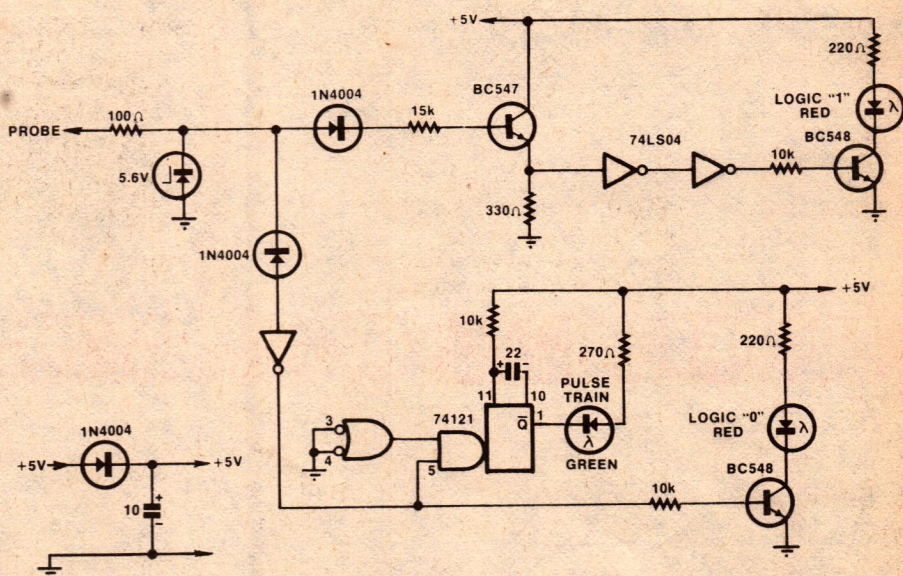 +5V
220Ω
1N4004
BC547
LOGIC "1"
RED
100Ω
15k
PROBE
74LS04
BC548
10k
5.6V
330Ω
1N4004
+5V
10k
270Ω
220Ω
22
+ -
PULSE
TRAIN
11
10
3
74121
Q̅
1
LOGIC "0"
RED
λ
λ
λ
4
5
GREEN
1N4004
BC548
+5V
+5V
10k
+
10
-